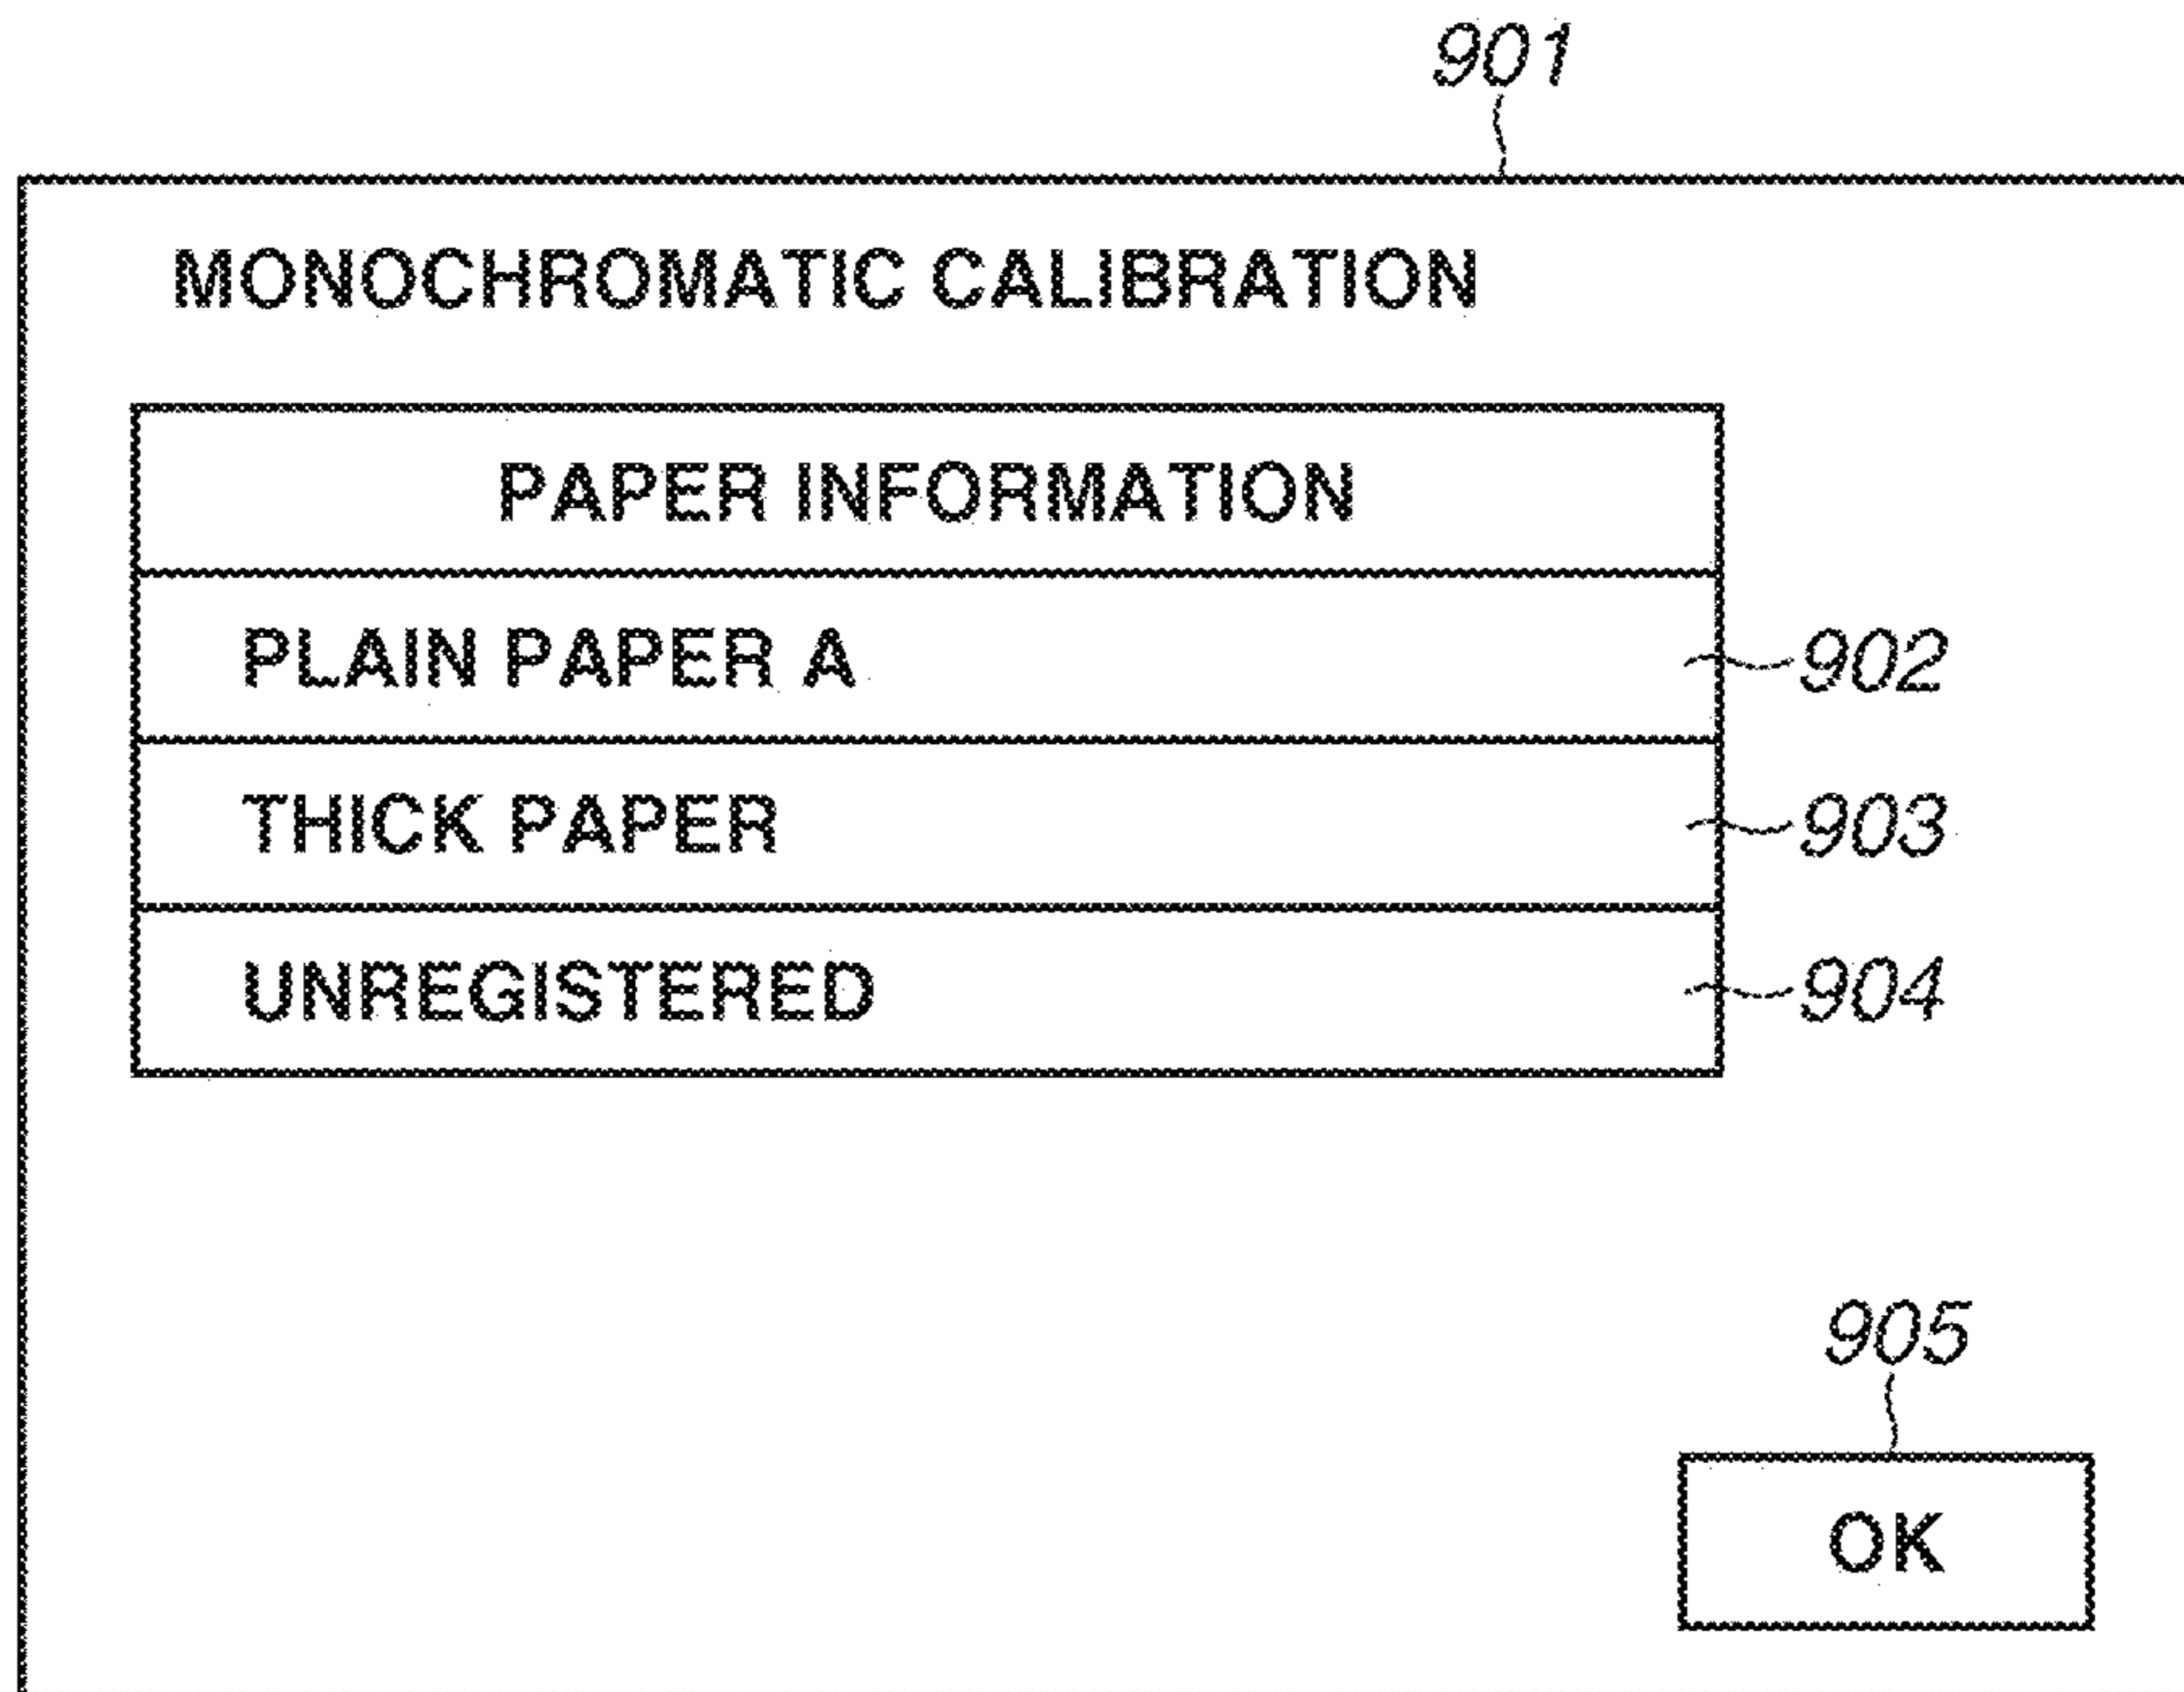 901
MONOCHROMATIC CALIBRATION
PAPER INFORMATION
PLAIN PAPER A 902
THICK PAPER 903
UNREGISTERED 904
905
OK